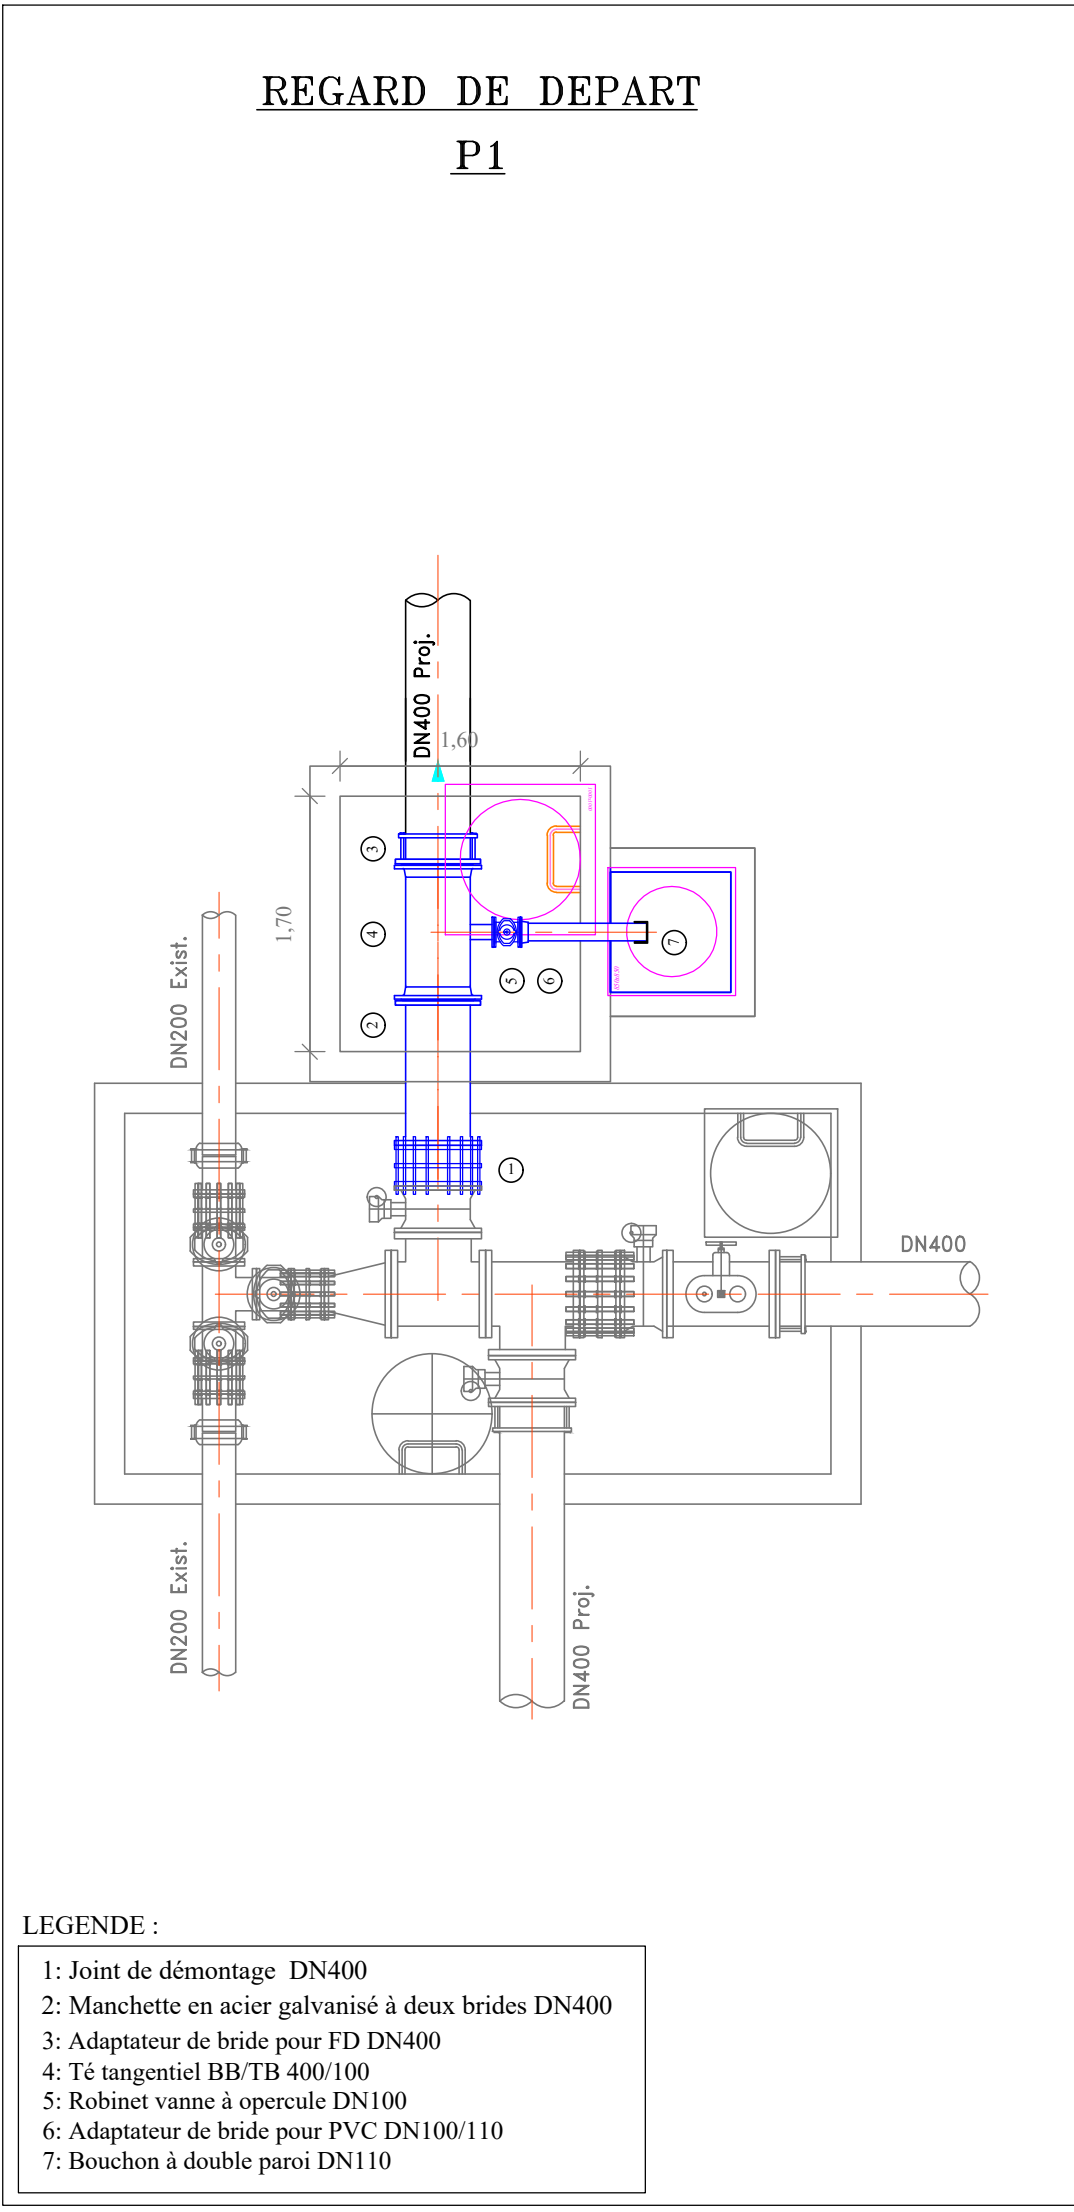 REGARD DE DEPART
P1
DN400 Proj.
1,60
3
1,70
4
7
DN200 Exist.
5
6
2
1
DN400
DN200 Exist.
DN400 Proj.
LEGENDE :
1: Joint de démontage DN400
2: Manchette en acier galvanisé à deux brides DN400
3: Adaptateur de bride pour FD DN400
4: Té tangentiel BB/TB 400/100
5: Robinet vanne à opercule DN100
6: Adaptateur de bride pour PVC DN100/110
7: Bouchon à double paroi DN110